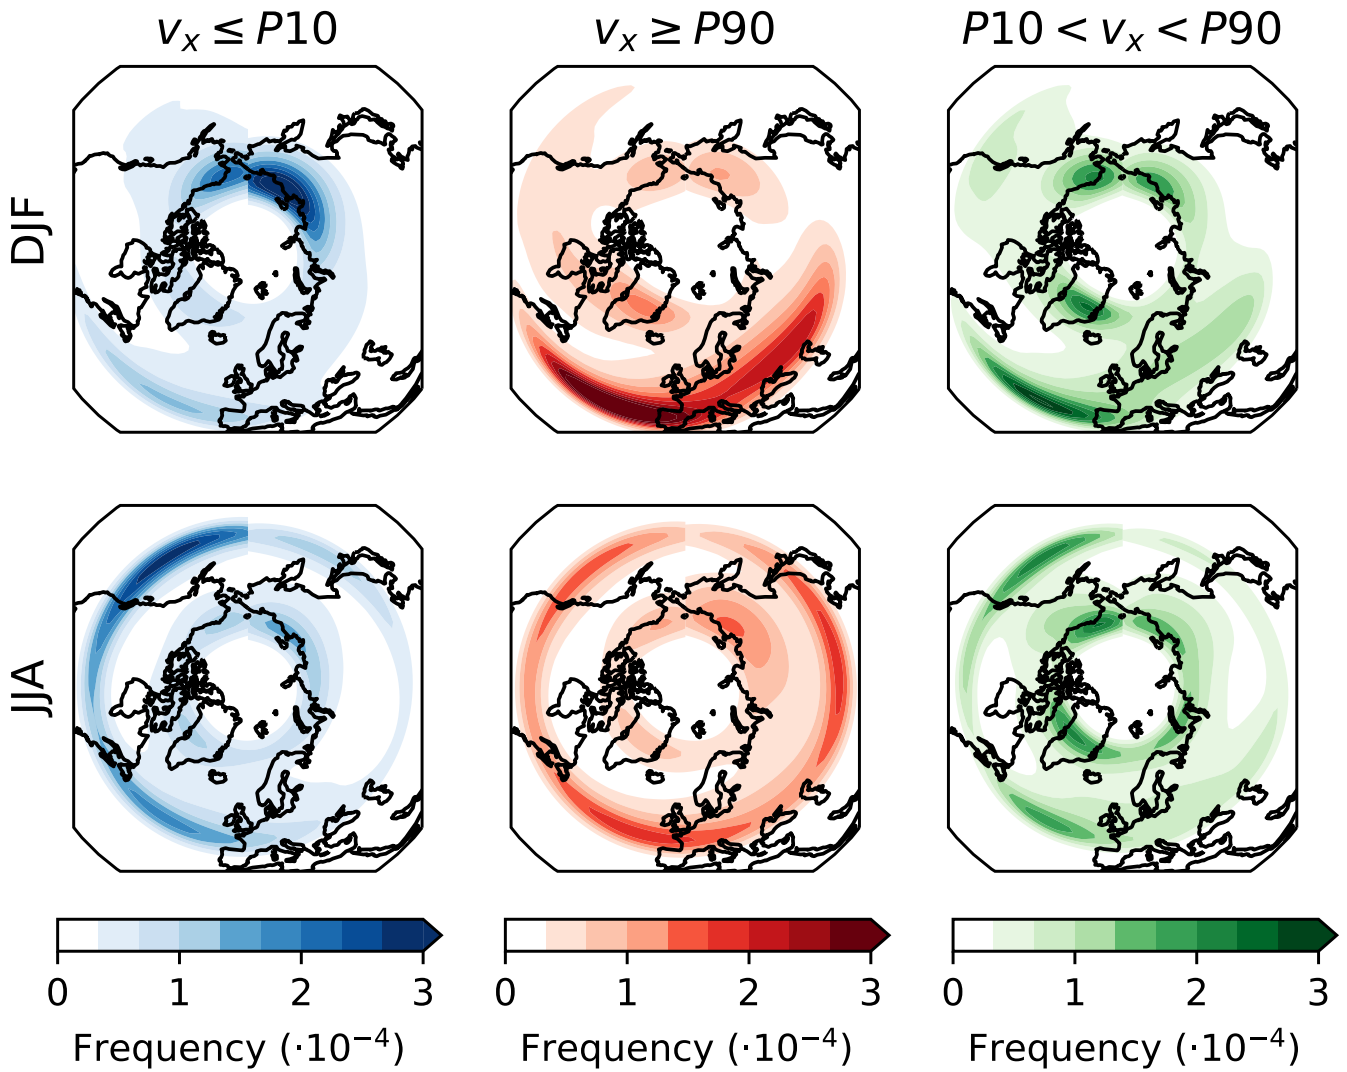 v_x ≤ P10
v_x ≥ P90
P10 < v_x < P90
DJF
JJA
0 1 2 3
0 1 2 3
0 1 2 3
Frequency (·10⁻⁴)
Frequency (·10⁻⁴)
Frequency (·10⁻⁴)